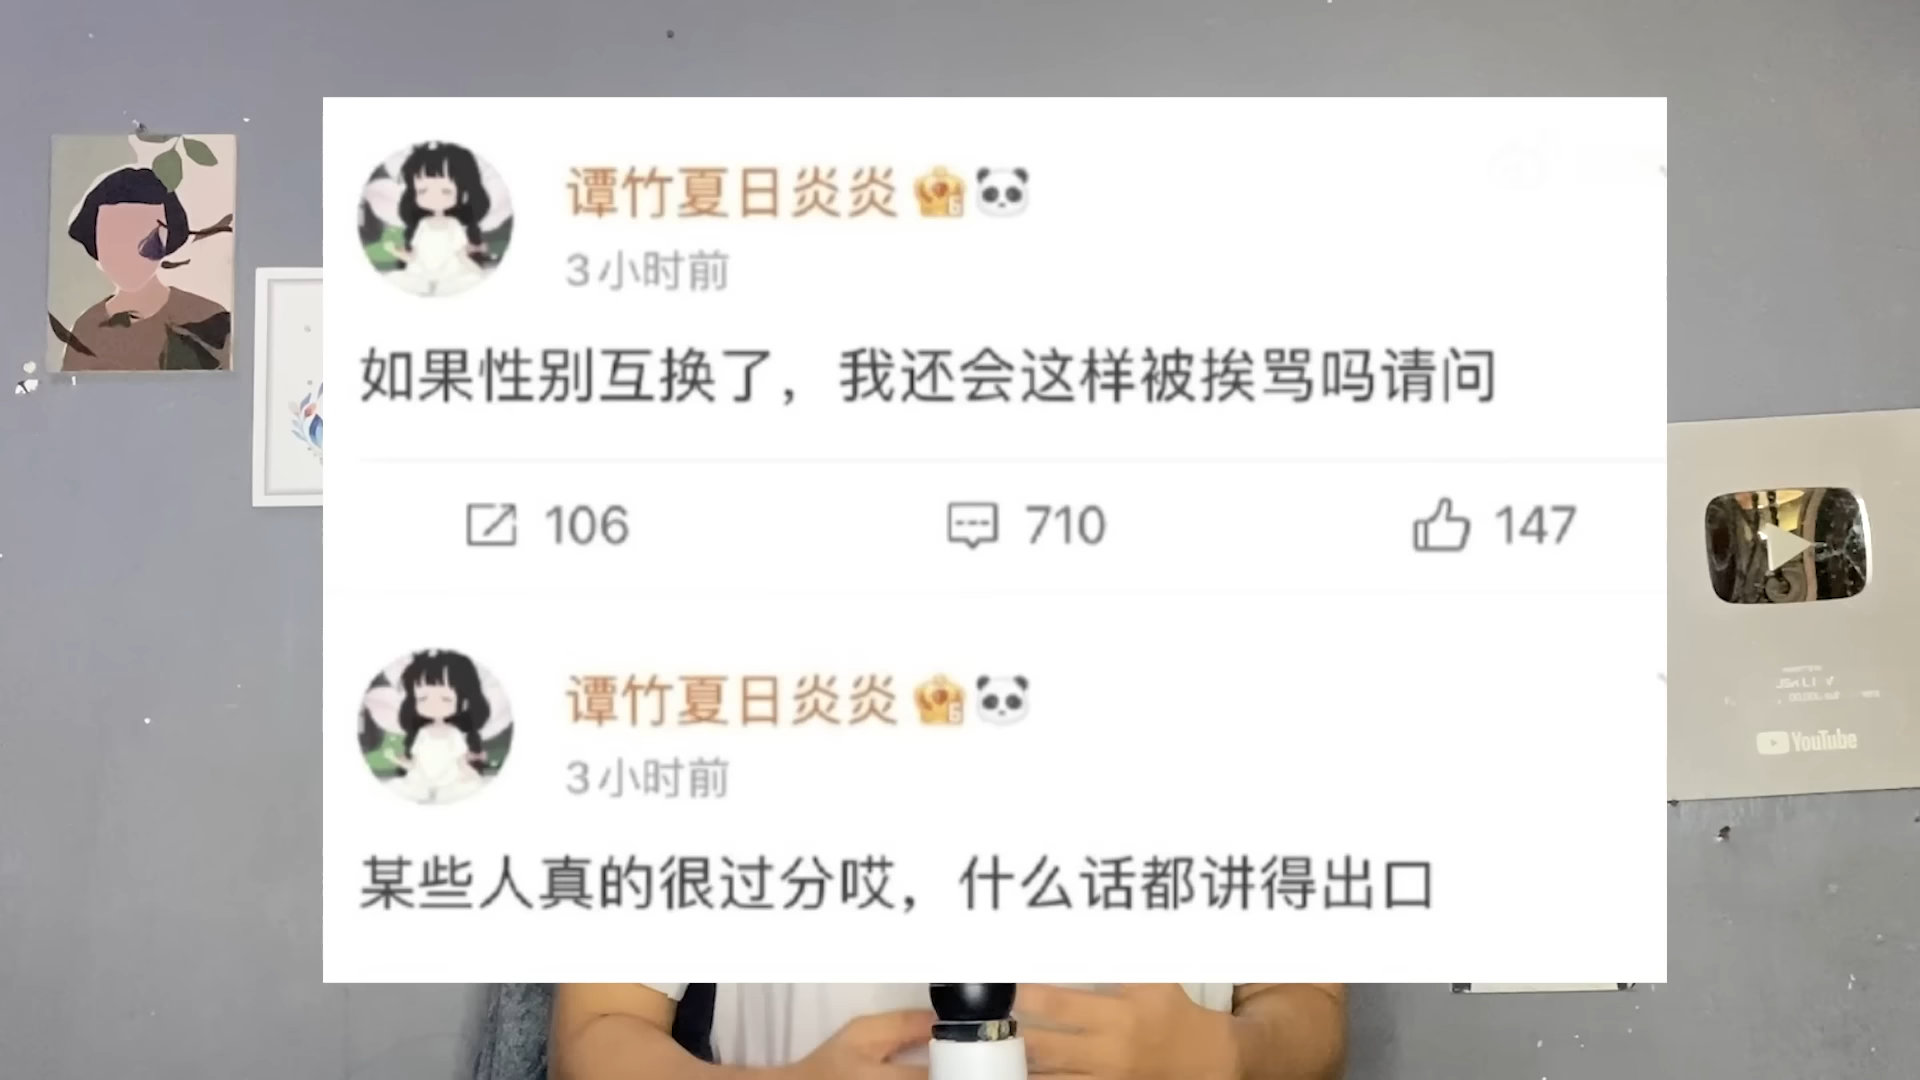 谭竹夏日炎炎
3小时前
如果性别互换了，我还会这样被挨骂吗请问
106
710
147
谭竹夏日炎炎
3小时前
某些人真的很过分哎，什么话都讲得出口
YouTube